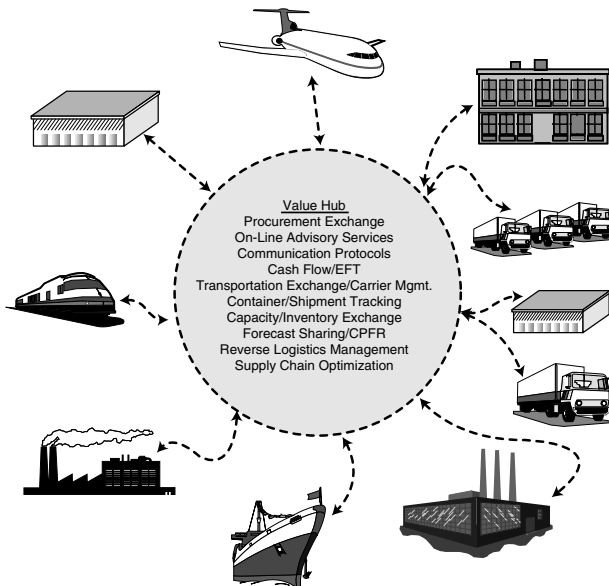 Value Hub
Procurement Exchange
On-Line Advisory Services
Communication Protocols
Cash Flow/EFT
Transportation Exchange/Carrier Mgmt.
Container/Shipment Tracking
Capacity/Inventory Exchange
Forecast Sharing/CPFR
Reverse Logistics Management
Supply Chain Optimization